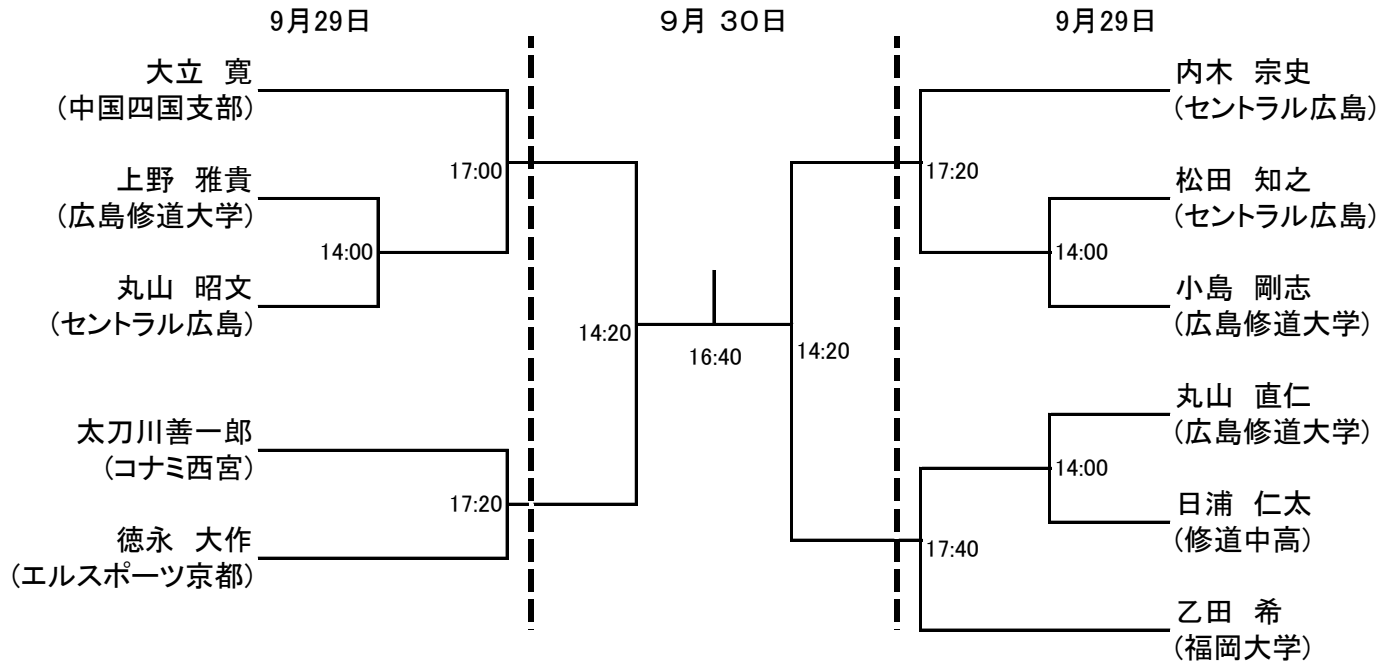 9月29日
９月 30日
9月29日
大立　寛
(中国四国支部)
上野　雅貴
(広島修道大学)
丸山　昭文
(セントラル広島)
太刀川善一郎
(コナミ西宮)
徳永　大作
(エルスポーツ京都)
17:00
14:00
17:20
14:20
16:40
14:20
17:20
14:00
14:00
17:40
内木　宗史
(セントラル広島)
松田　知之
(セントラル広島)
小島　剛志
(広島修道大学)
丸山　直仁
(広島修道大学)
日浦　仁太
(修道中高)
乙田　希
(福岡大学)